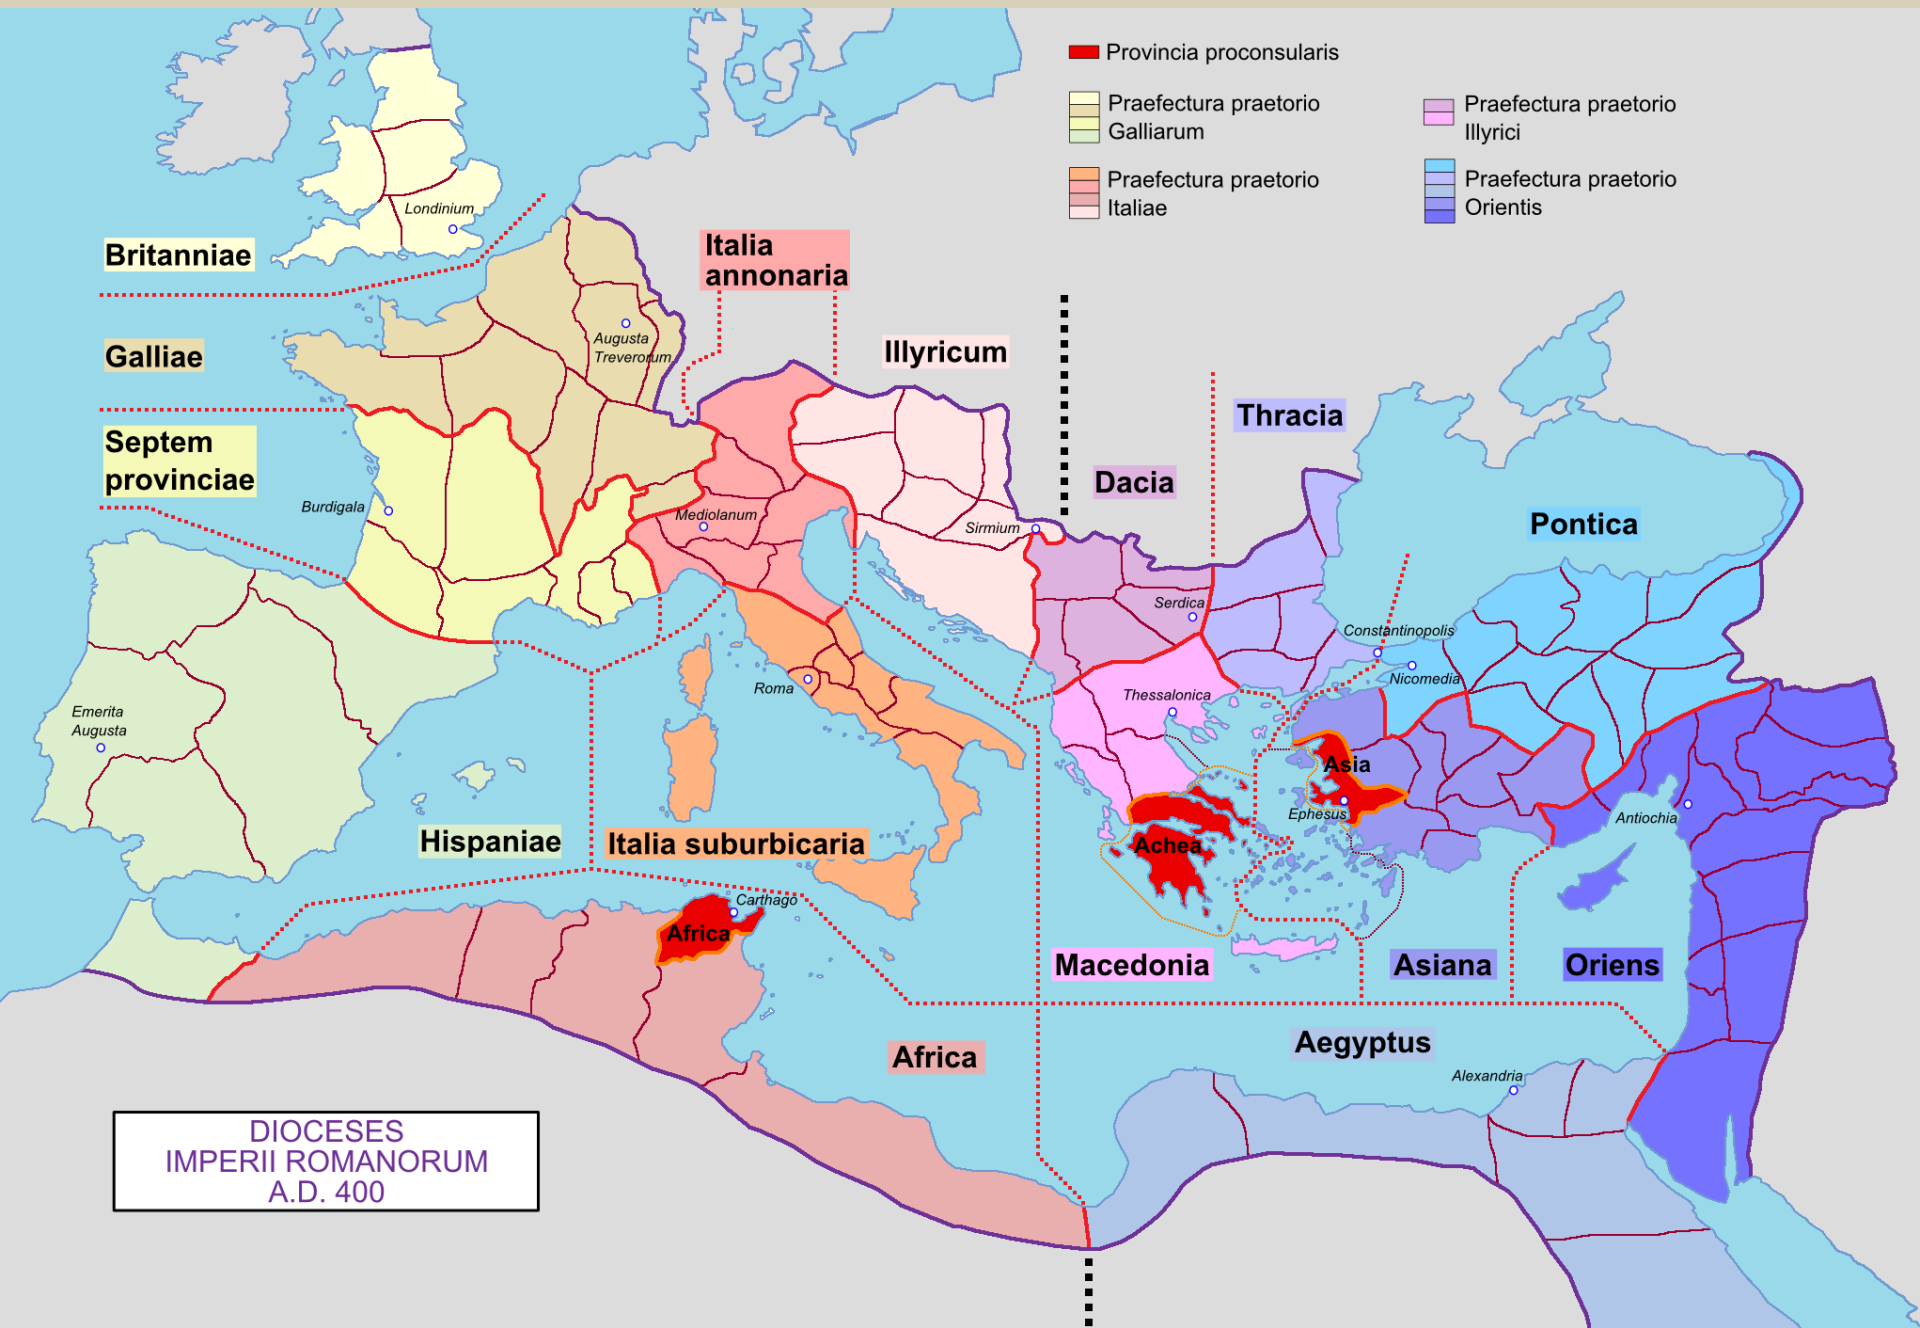 Provincia proconsularis
Praefectura praetorio
Galliarum
Praefectura praetorio
Illyrici
Praefectura praetorio
Italiae
Praefectura praetorio
Orientis
Londinium
Britanniae
Italia
annonaria
Augusta
Treverorum
Galliae
Illyricum
Thracia
Septem
provinciae
Dacia
Burdigala
Mediolanum
Sirmium
Pontica
Serdica
Constantinopolis
Nicomedia
Roma
Thessalonica
Emerita
Augusta
Asia
Ephesus
Antiochia
Hispaniae
Italia suburbicaria
Achea
Carthago
Africa
Macedonia
Asiana
Oriens
Africa
Aegyptus
Alexandria
DIOCESES
IMPERII ROMANORUM
A.D. 400